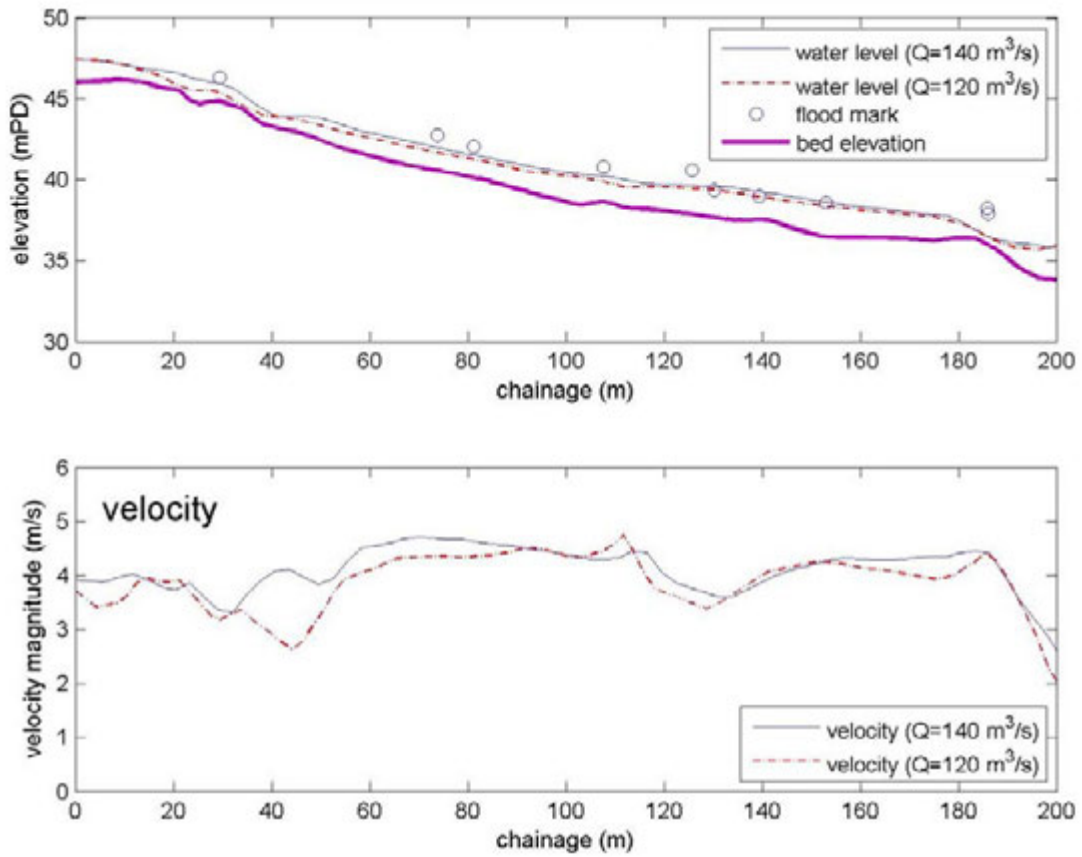 50
45
40
35
30
elevation (mPD)
water level (Q=140 m³/s)
water level (Q=120 m³/s)
flood mark
bed elevation
0 20 40 60 80 100 120 140 160 180 200
chainage (m)
6
5
4
3
2
1
0
velocity magnitude (m/s)
velocity
velocity (Q=140 m³/s)
velocity (Q=120 m³/s)
0 20 40 60 80 100 120 140 160 180 200
chainage (m)